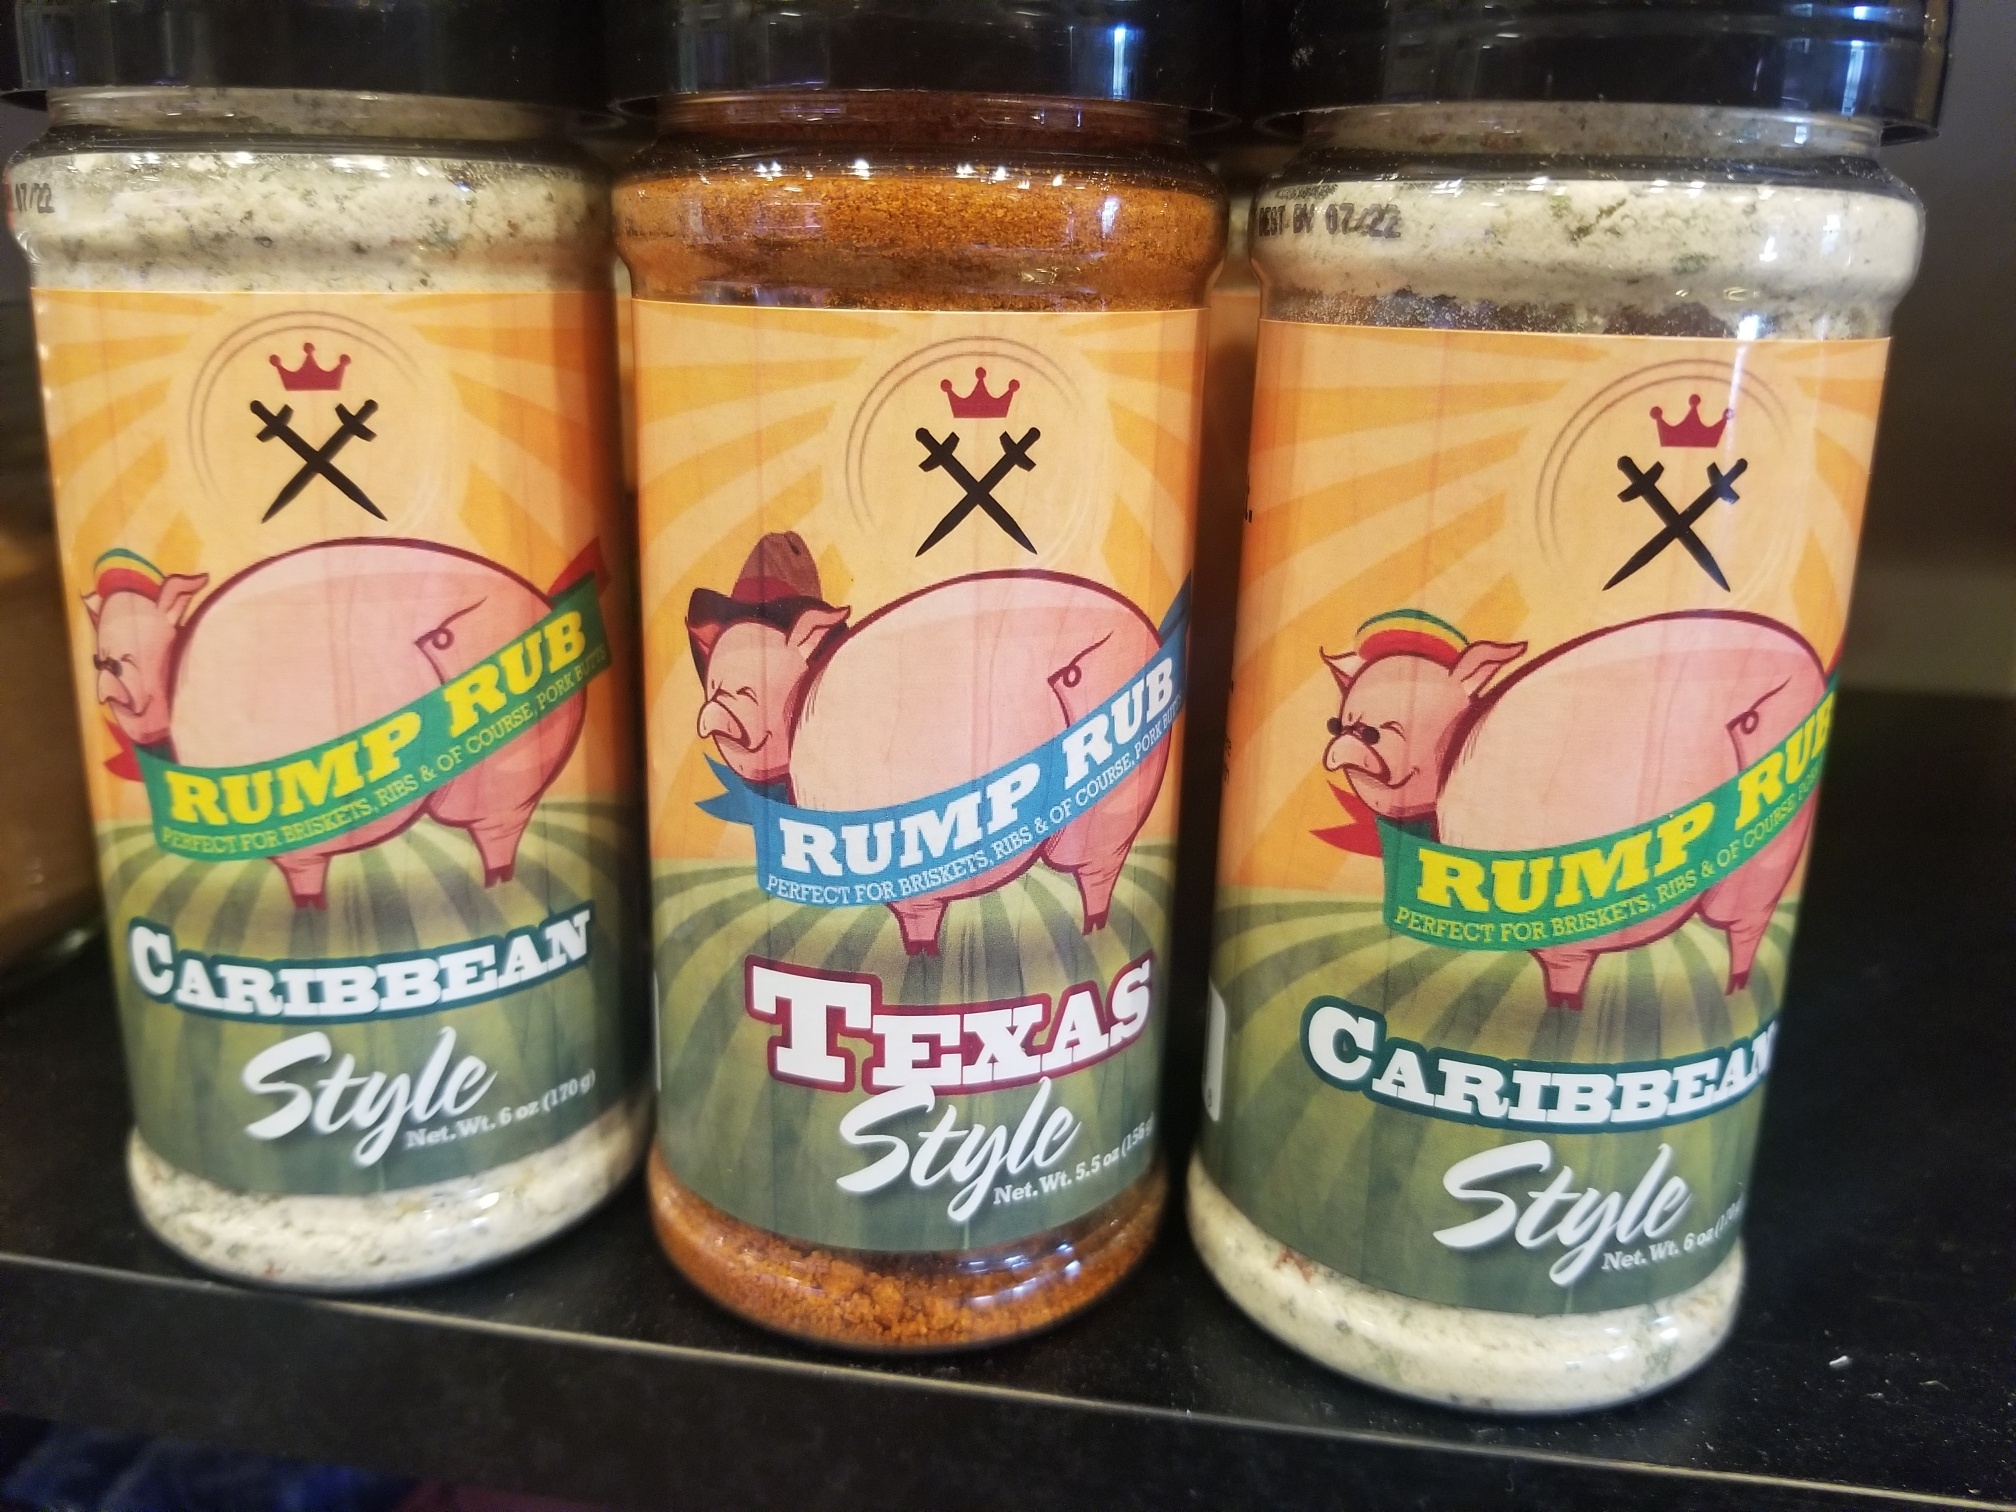 07/22
RUMP RUB
PERFECT FOR BRISKETS, RIBS & OF COURSE, PORK BUTTS
CARIBBEAN
Style
Net. Wt. 6 oz (170 g)
RUMP RUB
PERFECT FOR BRISKETS, RIBS & OF COURSE, PORK BUTTS
TEXAS
Style
Net. Wt. 5.5 oz (156 g)
BEST BY 07/22
RUMP RUB
PERFECT FOR BRISKETS, RIBS & OF COURSE,
CARIBBEAN
Style
Net. Wt. 6 oz (170